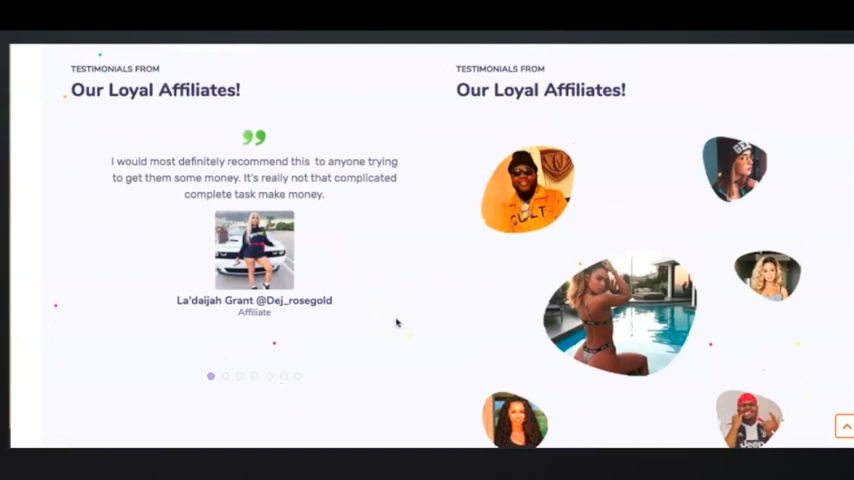 TESTIMONIALS FROM
Our Loyal Affiliates!
I would most definitely recommend this to anyone trying
to get them some money. It's really not that complicated
complete task make money.
La'daijah Grant @Dej_rosegold
Affiliate
TESTIMONIALS FROM
Our Loyal Affiliates!
Jeep